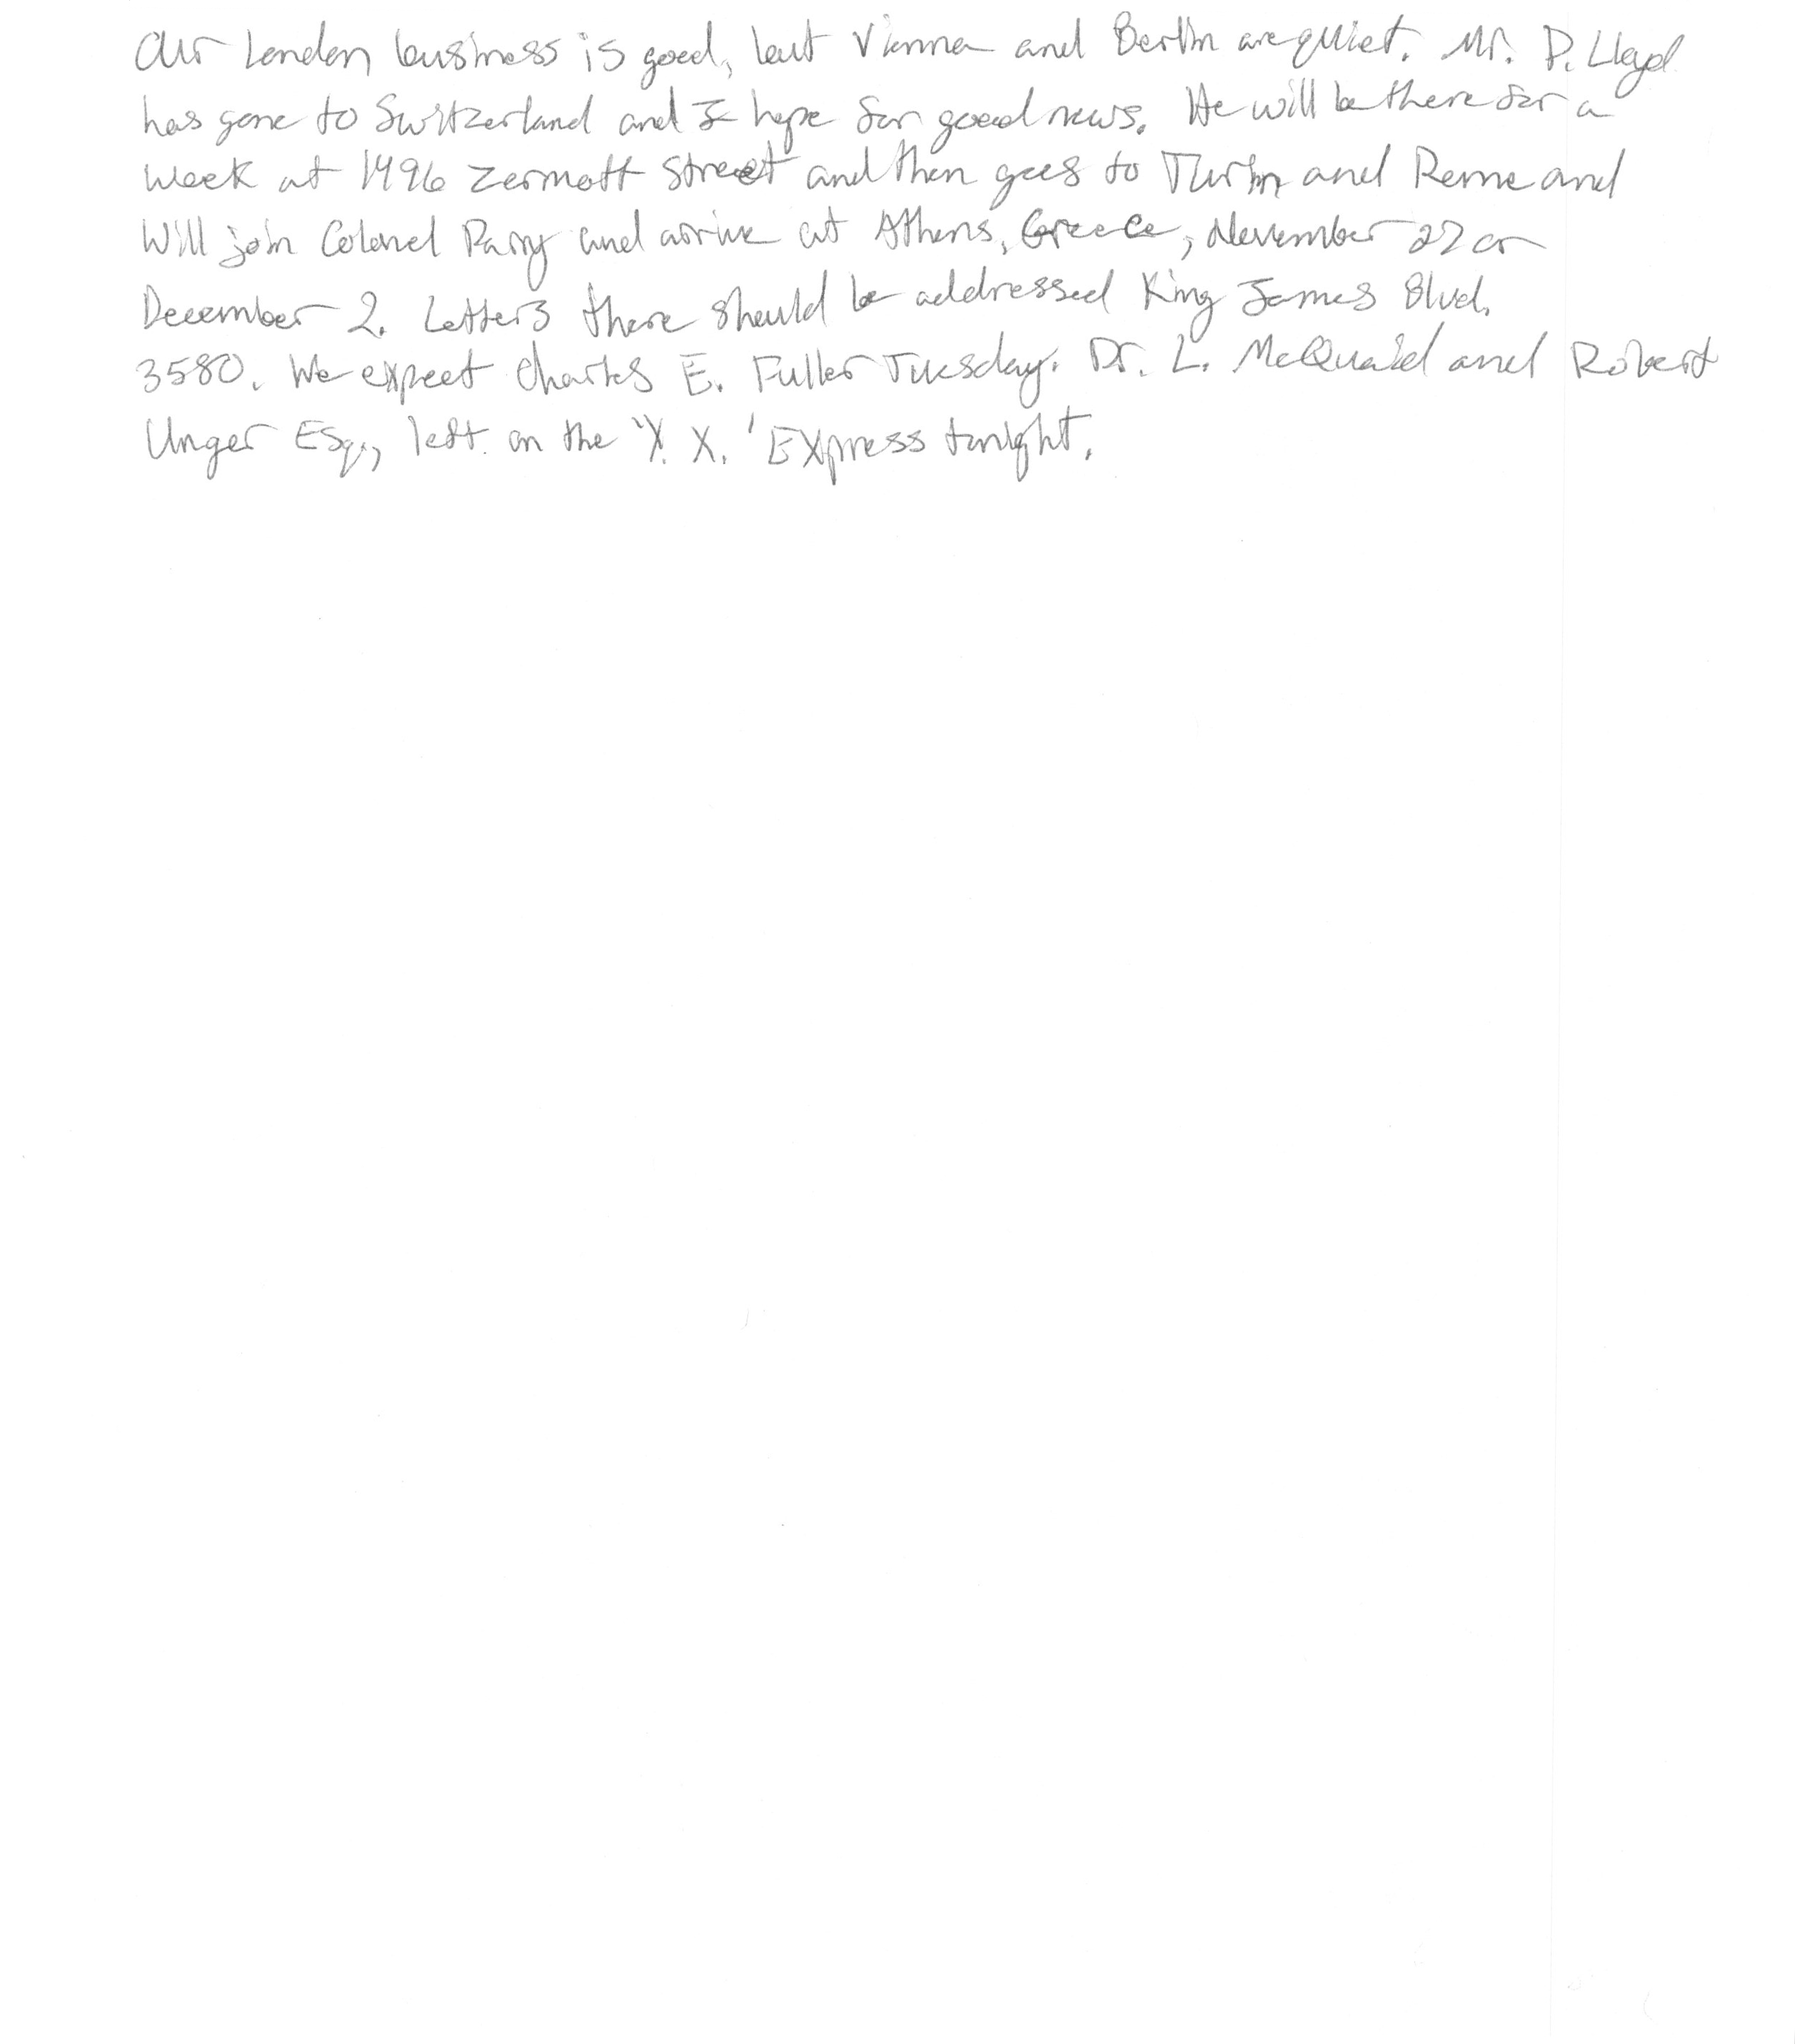 Our London business is good, but Vienna and Berlin are quiet. Mr. D. Lloyd
has gone to Switzerland and I hope for good news. He will be there for a
week at 1496 Zermott street and then goes to Turin and Rome and
Will join Colonel Parry and arrive at Athens, Greece, November 27 or
December 2. Letters there should be addressed King James Blvd.
3580. We expect Charles E. Fuller Tuesday. Dr. L. McQuaid and Robert
Unger Esq., left on the 'Y. X.' Express tonight.